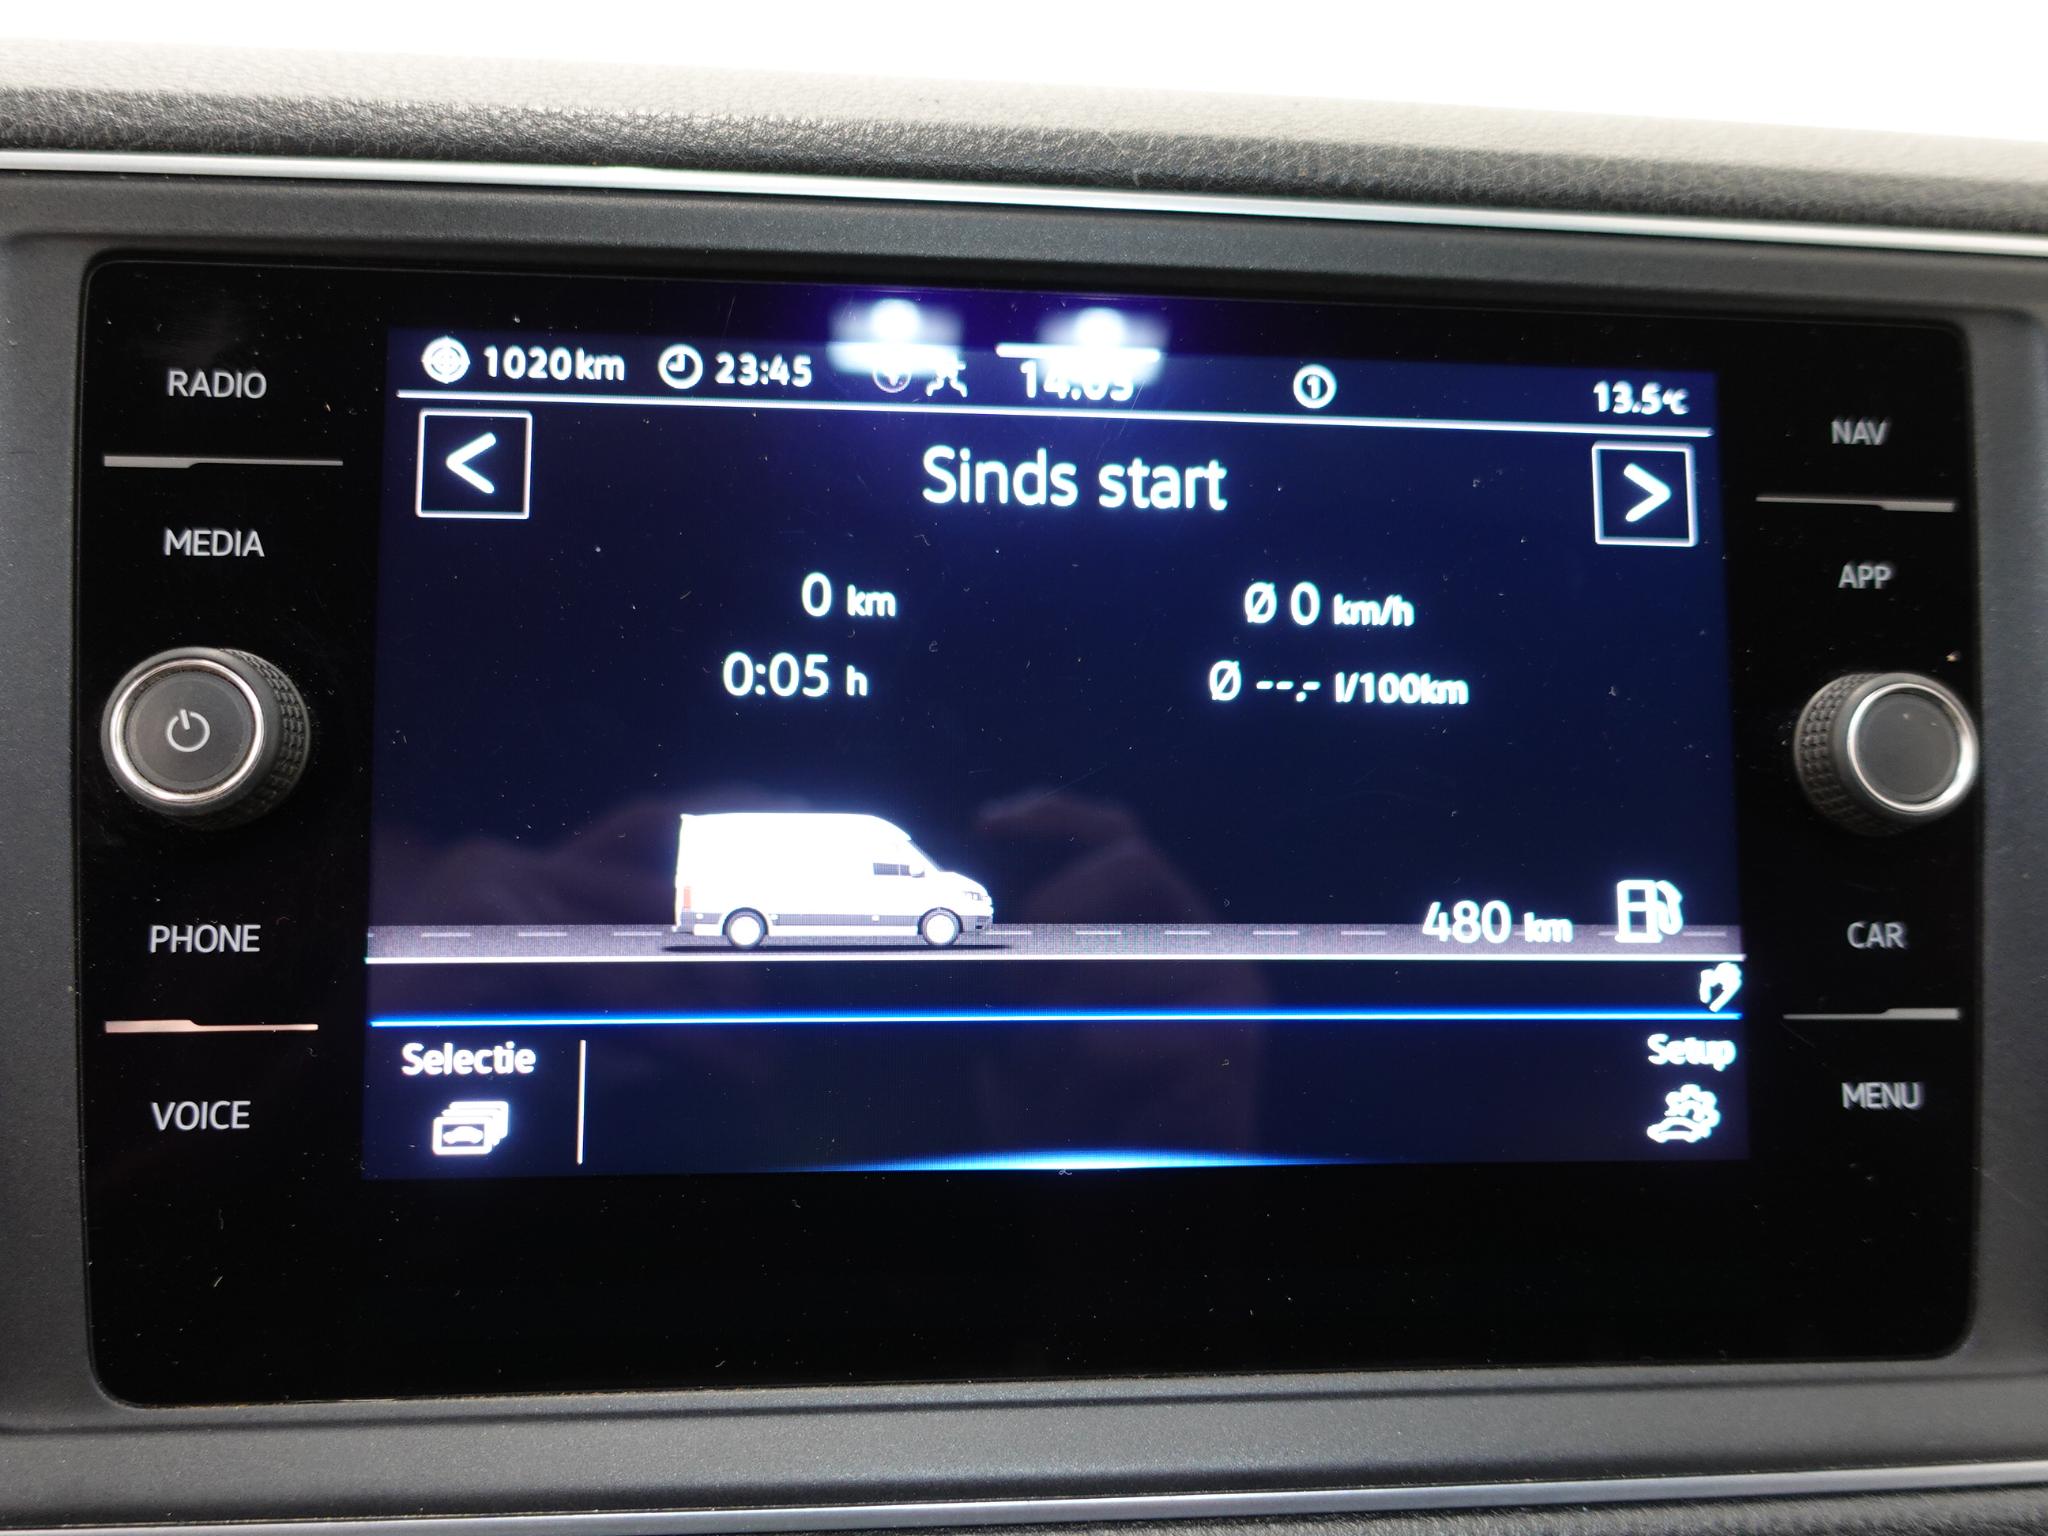 RADIO
MEDIA
PHONE
VOICE
1020km 23:45 1 13.5°C
< Sinds start >
0 km Ø 0 km/h
0:05 h Ø --.- l/100km
480 km
Selectie Setup
NAV
APP
CAR
MENU